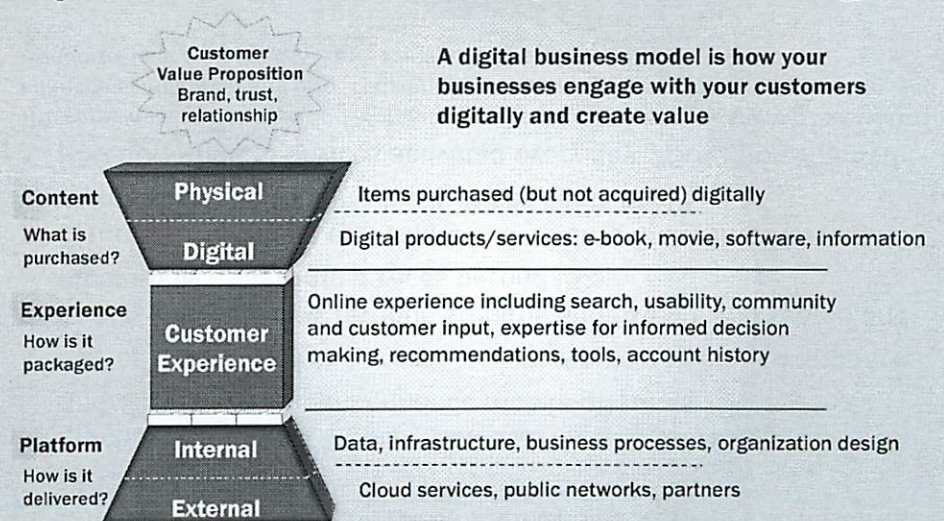 Customer
Value Proposition
Brand, trust,
relationship
A digital business model is how your
businesses engage with your customers
digitally and create value
Content
What is
purchased?
Physical
Items purchased (but not acquired) digitally
Digital
Digital products/services: e-book, movie, software, information
Experience
How is it
packaged?
Customer
Experience
Online experience including search, usability, community
and customer input, expertise for informed decision
making, recommendations, tools, account history
Platform
How is it
delivered?
Internal
Data, infrastructure, business processes, organization design
External
Cloud services, public networks, partners